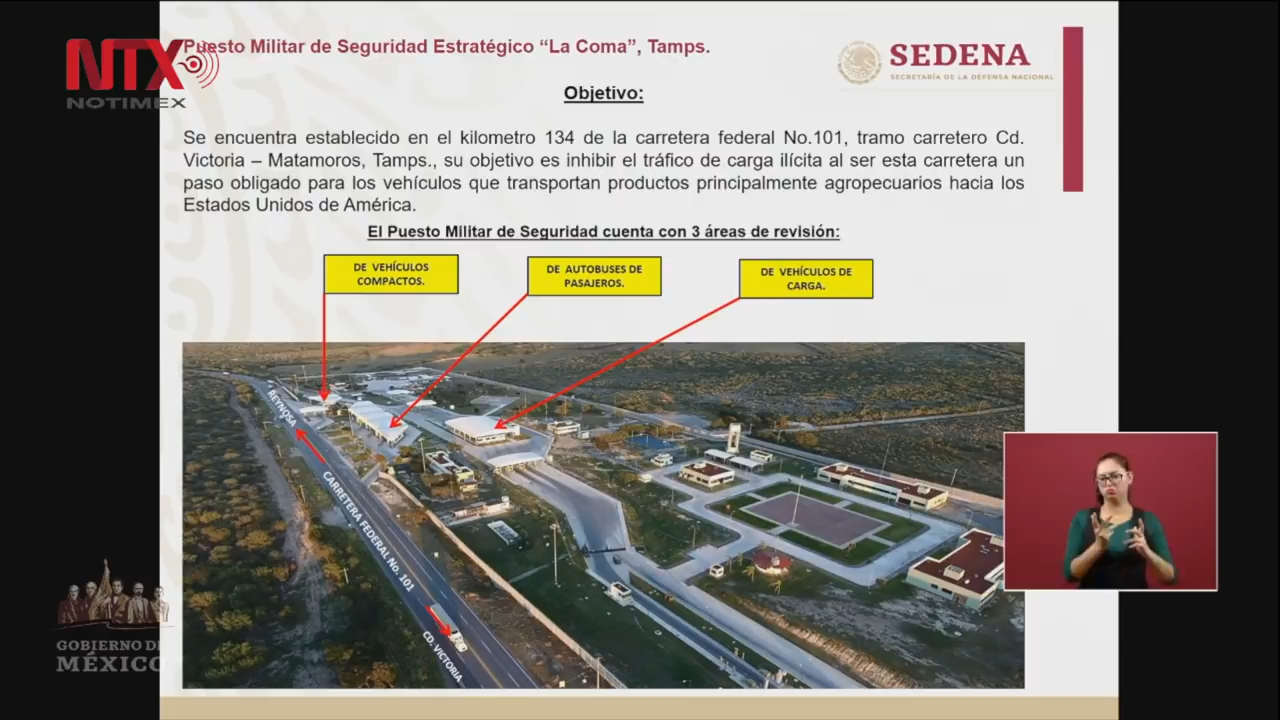 Puesto Militar de Seguridad Estratégico “La Coma”, Tamps.
NTX
NOTIMEX
SEDENA
SECRETARÍA DE LA DEFENSA NACIONAL
Objetivo:
Se encuentra establecido en el kilometro 134 de la carretera federal No.101, tramo carretero Cd.
Victoria – Matamoros, Tamps., su objetivo es inhibir el tráfico de carga ilícita al ser esta carretera un
paso obligado para los vehículos que transportan productos principalmente agropecuarios hacia los
Estados Unidos de América.
El Puesto Militar de Seguridad cuenta con 3 áreas de revisión:
DE VEHÍCULOS
COMPACTOS.
DE AUTOBUSES DE
PASAJEROS.
DE VEHÍCULOS DE
CARGA.
REYNOSA
CARRETERA FEDERAL No. 101
CD. VICTORIA
GOBIERNO DE
MÉXICO